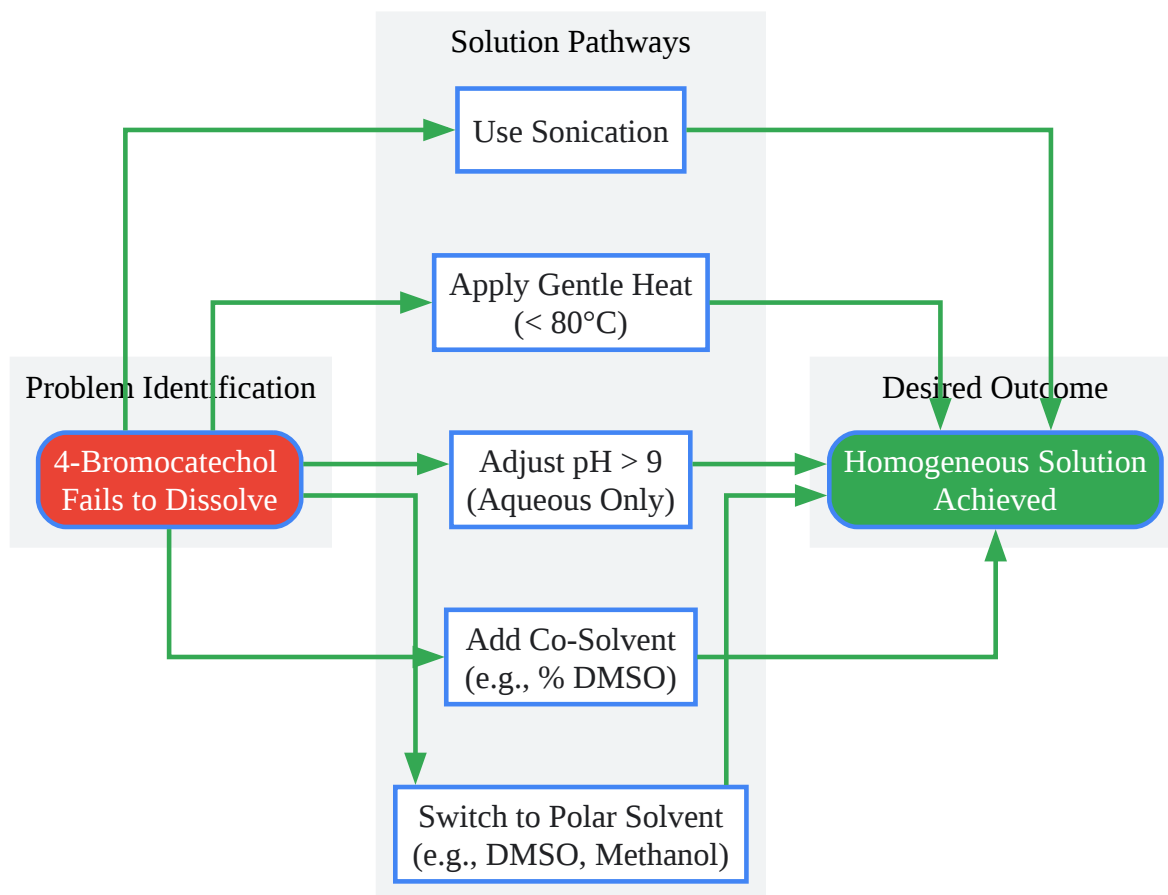 Solution Pathways
Use Sonication
Apply Gentle Heat
(< 80°C)
Problem Identification
Desired Outcome
4-Bromocatechol
Fails to Dissolve
Adjust pH > 9
(Aqueous Only)
Homogeneous Solution
Achieved
Add Co-Solvent
(e.g., % DMSO)
Switch to Polar Solvent
(e.g., DMSO, Methanol)